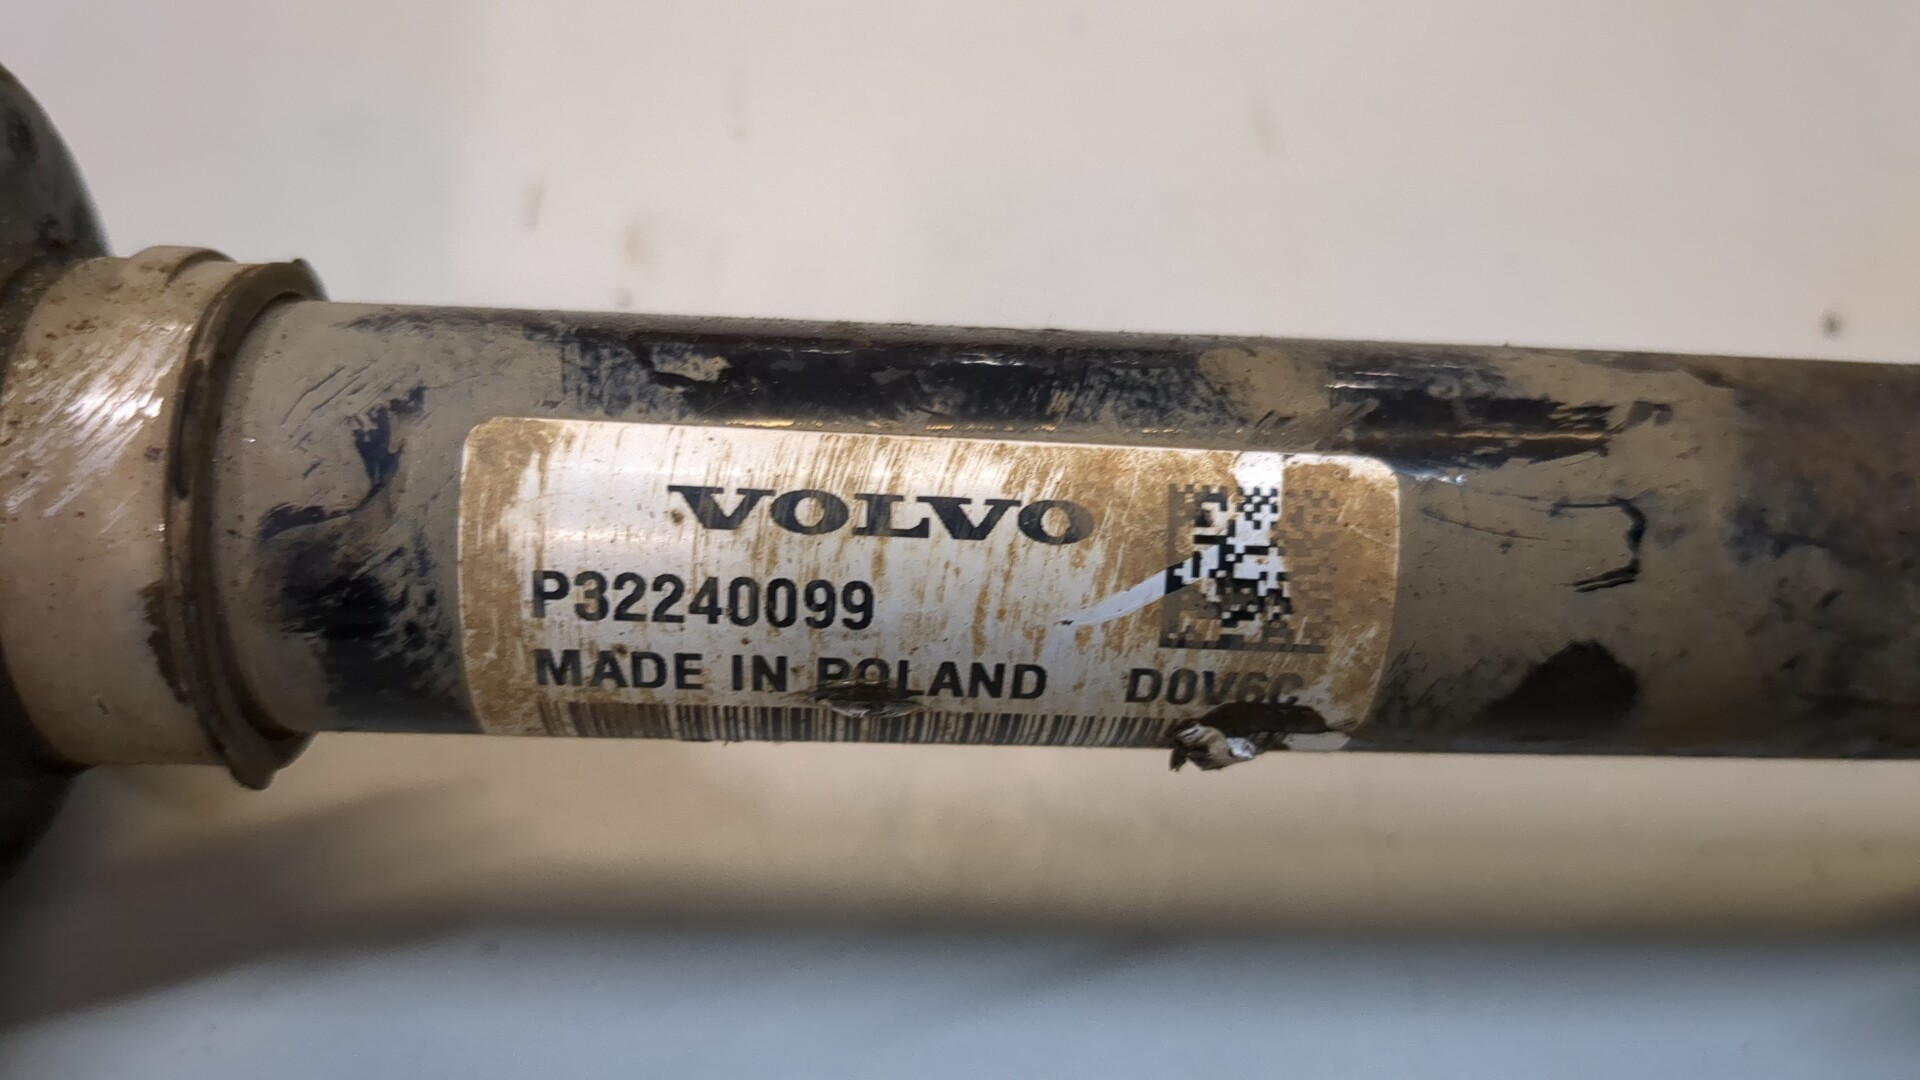 VOLVO
P32240099
MADE IN POLAND D0V6C